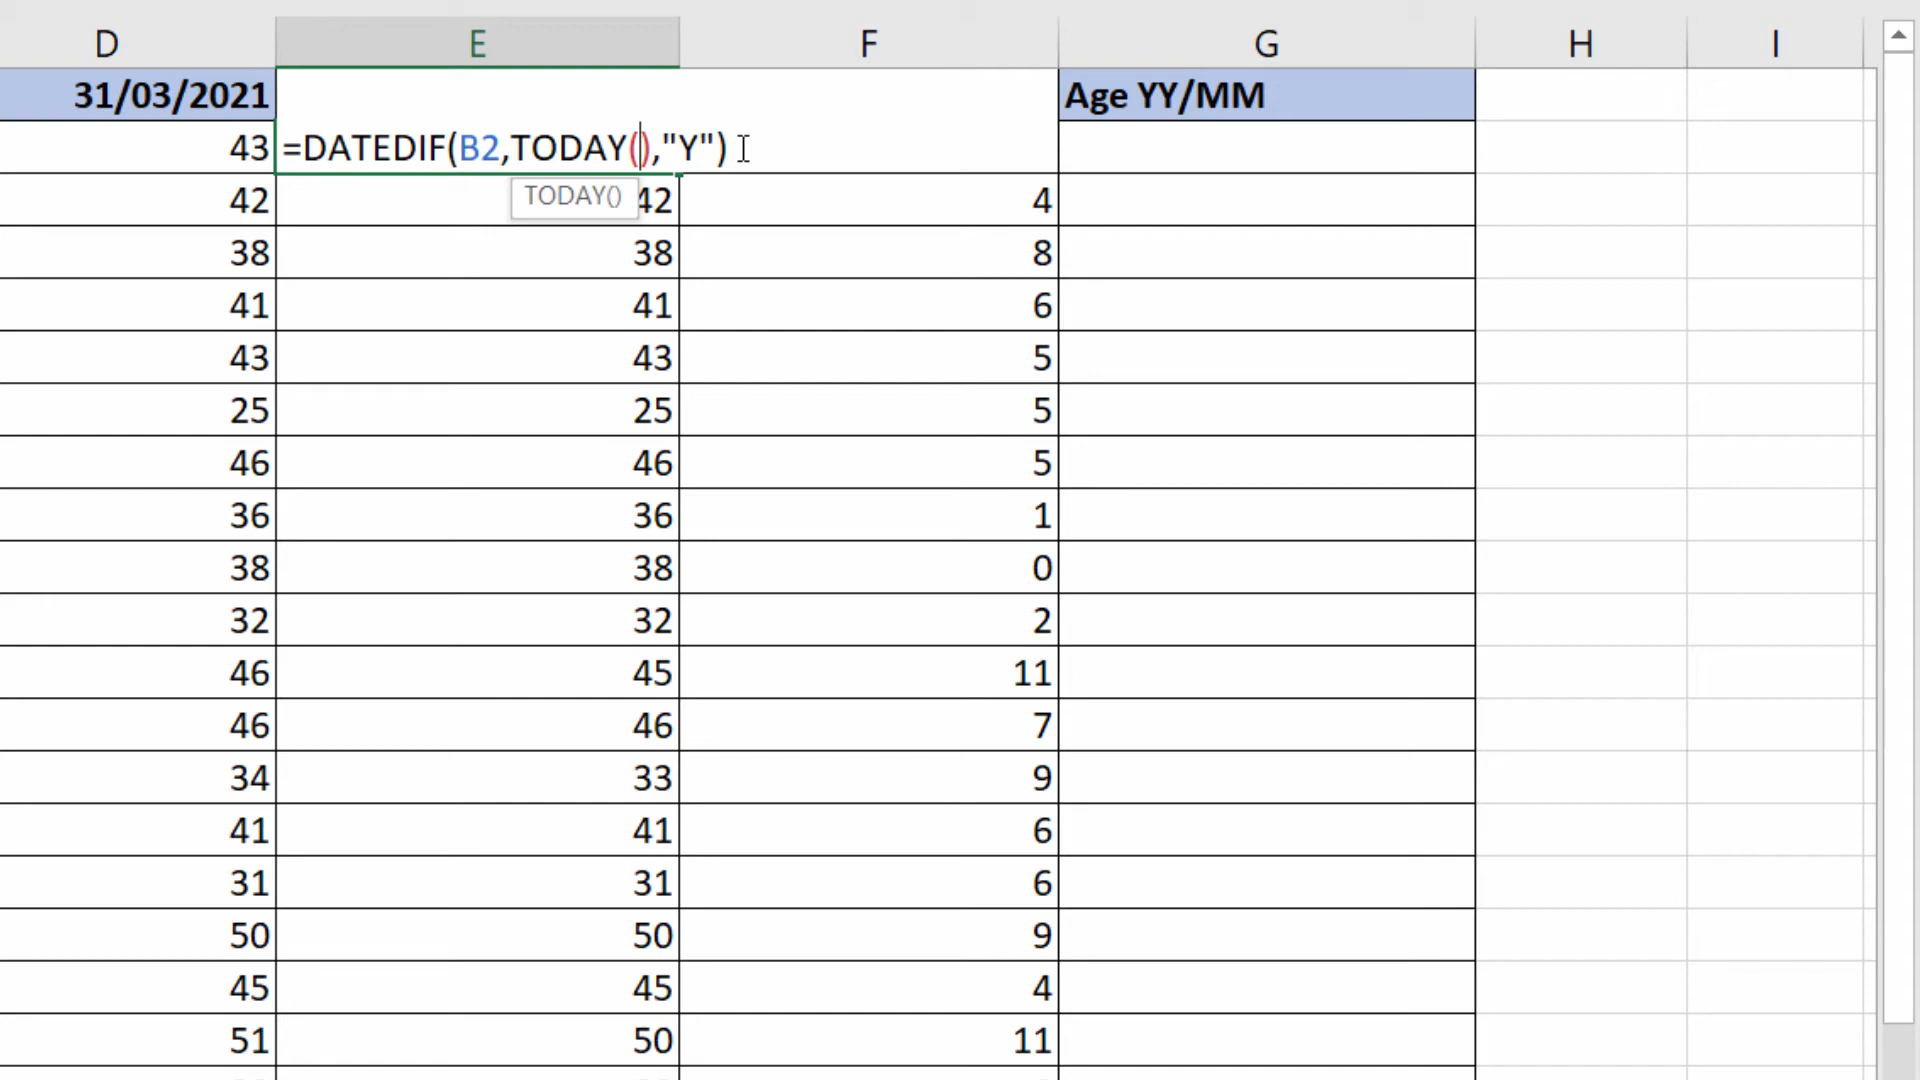 D E F G H I
31/03/2021 Age YY/MM
43 =DATEDIF(B2,TODAY(),"Y")
TODAY()
42 42 4
38 38 8
41 41 6
43 43 5
25 25 5
46 46 5
36 36 1
38 38 0
32 32 2
46 45 11
46 46 7
34 33 9
41 41 6
31 31 6
50 50 9
45 45 4
51 50 11